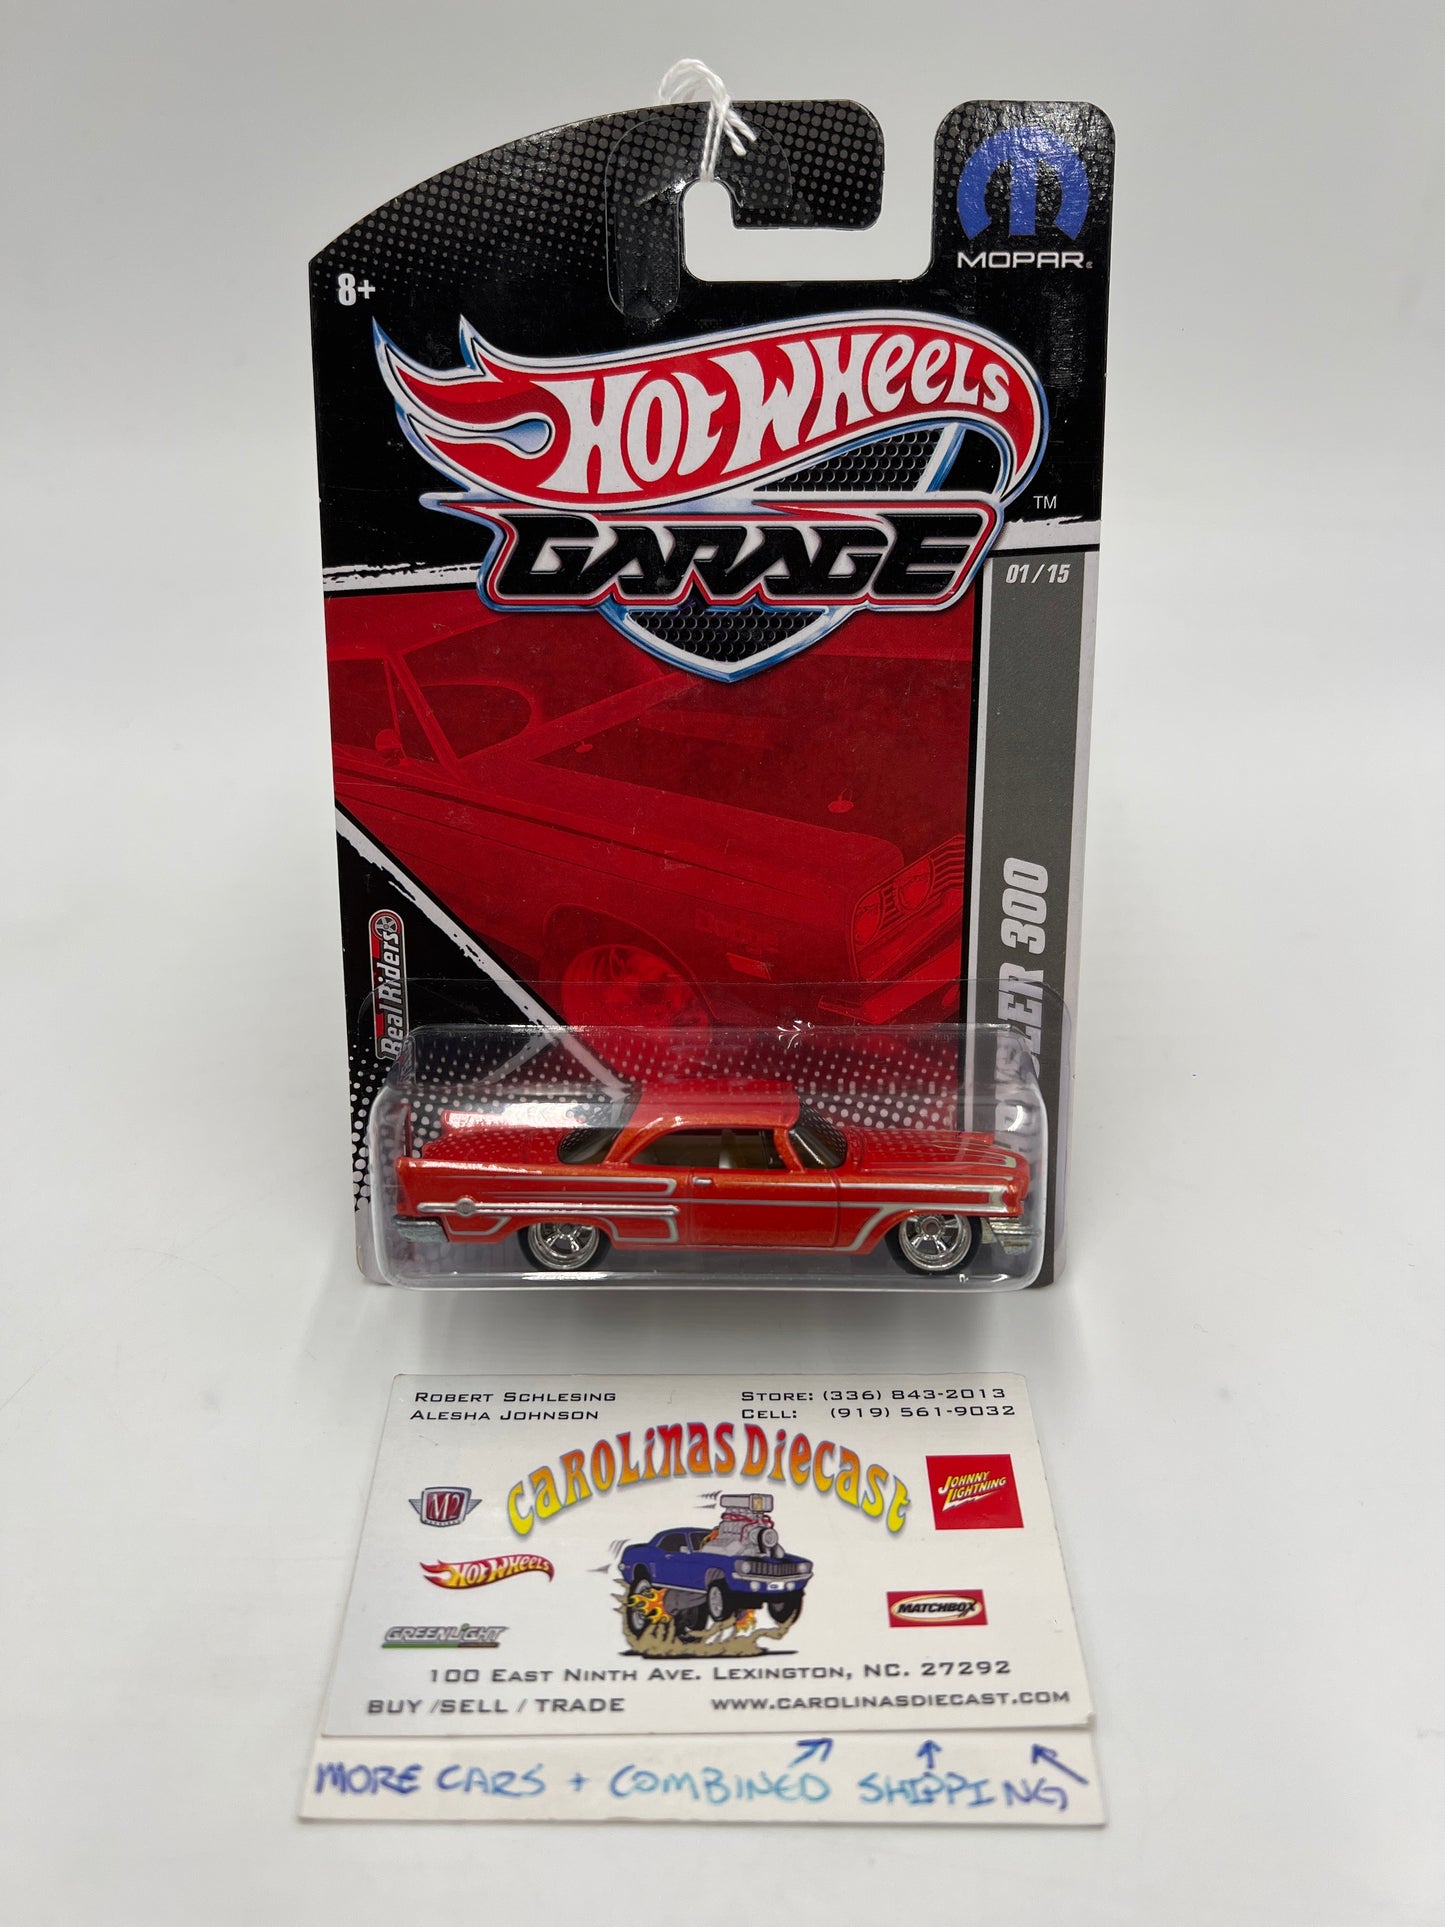 MOPAR
8+
HOT WHEELS
GARAGE
TM
01/15
300
Real Riders
ROBERT SCHLESING
STORE: (336) 843-2013
ALESHA JOHNSON
CELL: (919) 561-9032
CAROLINAS DIECAST
M2
JOHNNY LIGHTNING
HOT WHEELS
MATCHBOX
GREENLIGHT
100 EAST NINTH AVE. LEXINGTON, NC. 27292
BUY /SELL / TRADE
WWW.CAROLINASDIECAST.COM
MORE CARS + COMBINED SHIPPING